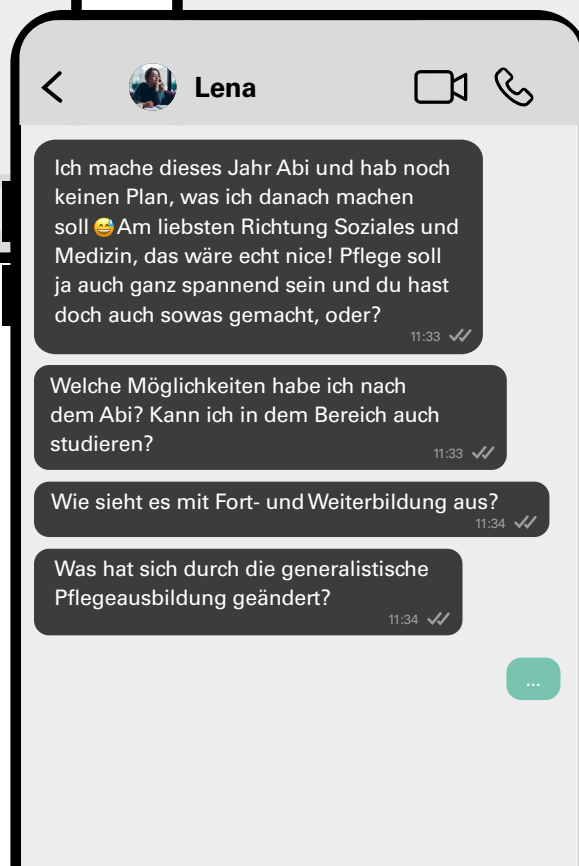 Lena
Ich mache dieses Jahr Abi und hab noch
keinen Plan, was ich danach machen
soll 😅 Am liebsten Richtung Soziales und
Medizin, das wäre echt nice! Pflege soll
ja auch ganz spannend sein und du hast
doch auch sowas gemacht, oder?
11:33
Welche Möglichkeiten habe ich nach
dem Abi? Kann ich in dem Bereich auch
studieren?
11:33
Wie sieht es mit Fort- und Weiterbildung aus?
11:34
Was hat sich durch die generalistische
Pflegeausbildung geändert?
11:34
...